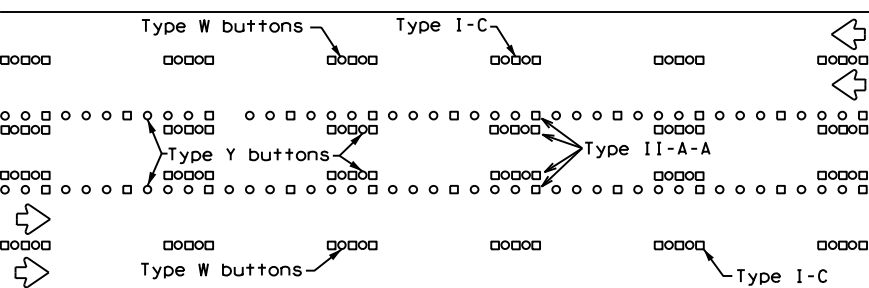 Type W buttons
Type I-C
Type Y buttons
Type II-A-A
Type W buttons
Type I-C